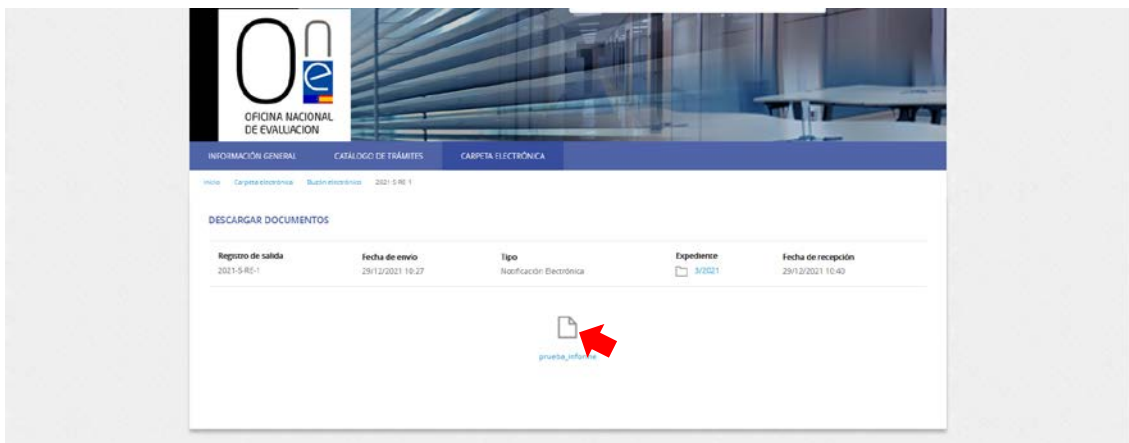 One
OFICINA NACIONAL
DE EVALUACION
INFORMACIÓN GENERAL CATÁLOGO DE TRÁMITES CARPETA ELECTRÓNICA
Inicio Carpeta electrónica Buzón electrónico 2021-S-RE-1
DESCARGAR DOCUMENTOS
Registro de salida Fecha de envio Tipo Expediente Fecha de recepción
2021-S-RE-1 29/12/2021 10:27 Notificación Electrónica 3/2021 29/12/2021 10:40
prueba_informe